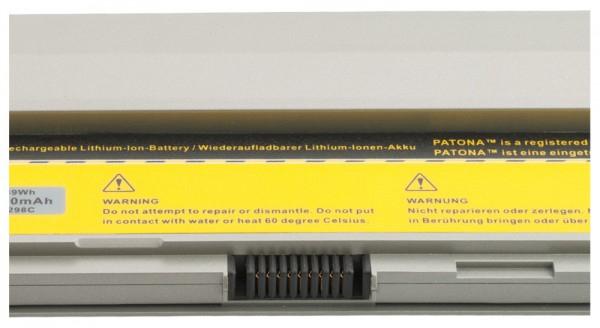 Rechargeable Lithium-Ion-Battery / Wiederaufladbarer Lithium-Ionen-Akku
PATONA™ is a registered
PATONA™ ist eine einget
9Wh
0mAh
298C
WARNING
Do not attempt to repair or dismantle. Do not put
in contact with water or heat 60 degree Celsius.
WARNUNG
Nicht reparieren oder zerlegen.
in Berührung bringen oder über